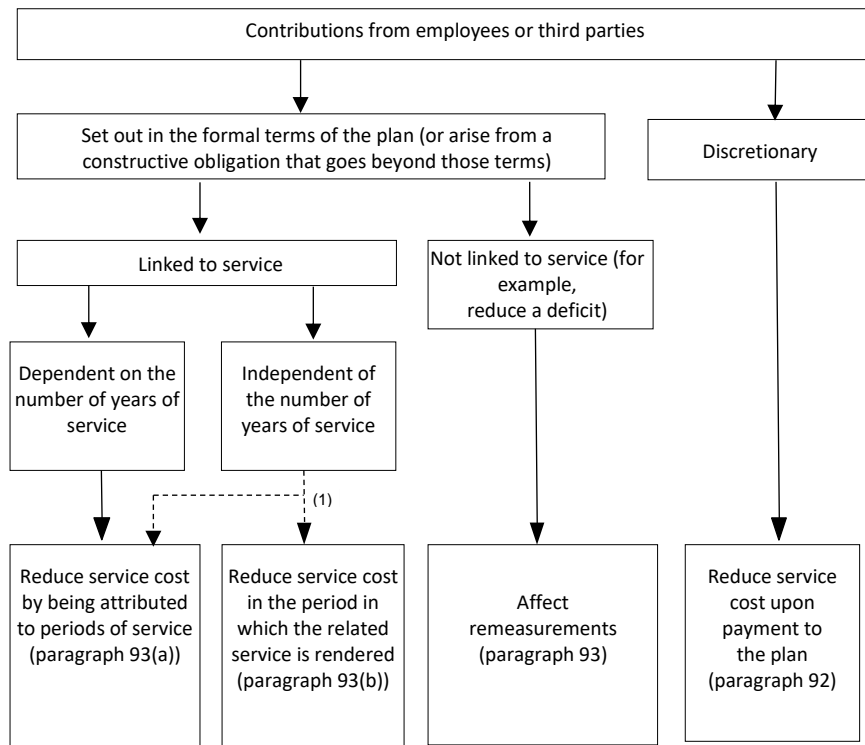 Contributions from employees or third parties
Set out in the formal terms of the plan (or arise from a
constructive obligation that goes beyond those terms)
Discretionary
Linked to service
Not linked to service (for
example,
reduce a deficit)
Dependent on the
number of years of
service
Independent of
the number of
years of service
(1)
Reduce service cost
by being attributed
to periods of service
(paragraph 93(a))
Reduce service cost
in the period in
which the related
service is rendered
(paragraph 93(b))
Affect
remeasurements
(paragraph 93)
Reduce service
cost upon
payment to
the plan
(paragraph 92)